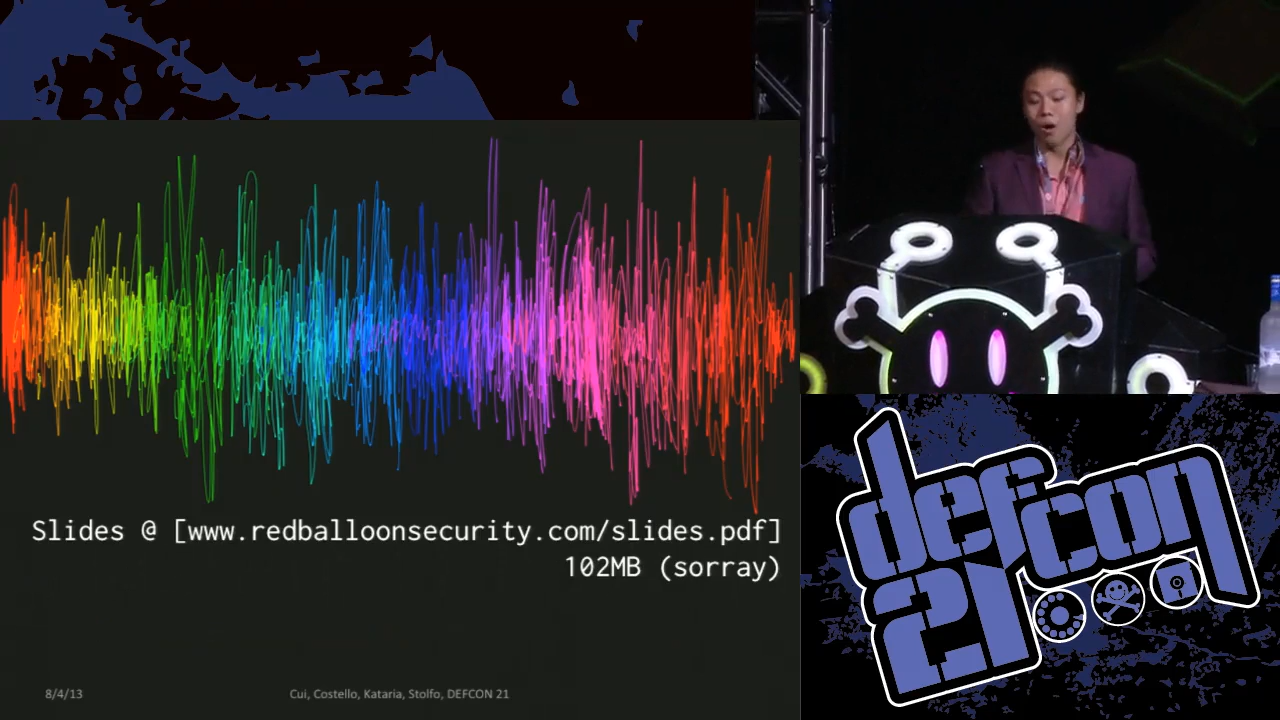 Slides @ [www.redballoonsecurity.com/slides.pdf]
102MB (sorray)
8/4/13
Cui, Costello, Kataria, Stolfo, DEFCON 21
defcon
21